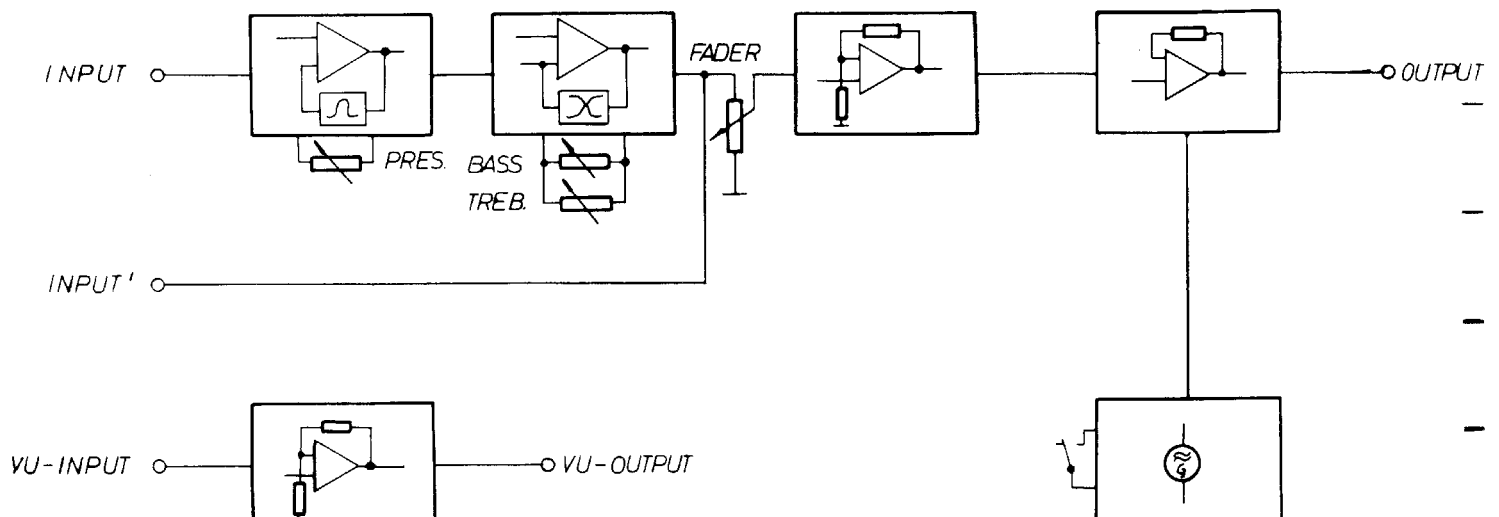 FADER
INPUT
OUTPUT
PRES.
BASS
TREB.
INPUT'
G
VU-INPUT
VU-OUTPUT